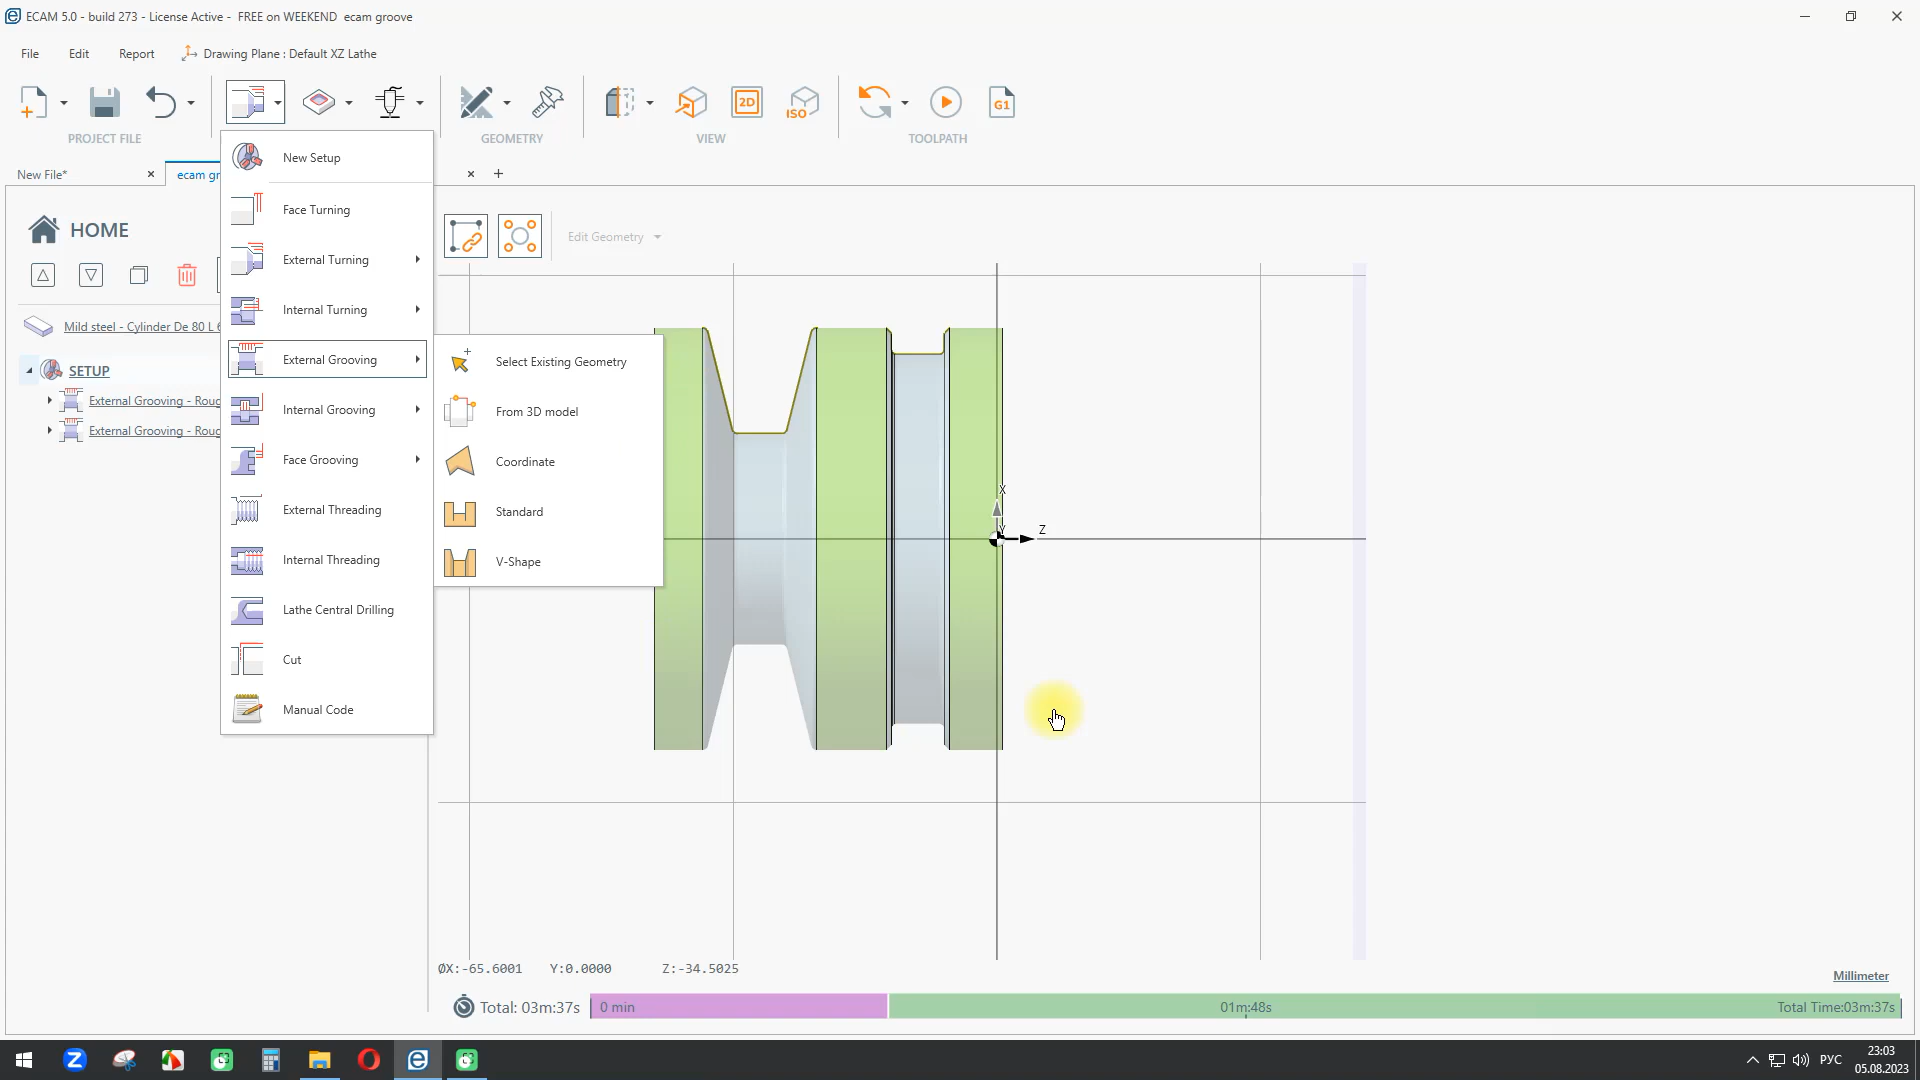 ECAM 5.0 - build 273 - License Active - FREE on WEEKEND ecam groove
File Edit Report Drawing Plane : Default XZ Lathe
2D ISO G1
PROJECT FILE GEOMETRY VIEW TOOLPATH
New File* × ecam gr × +
HOME
Mild steel - Cylinder De 80 L 6
SETUP
External Grooving - Roug
External Grooving - Roug
New Setup
Face Turning
External Turning
Internal Turning
External Grooving
Internal Grooving
Face Grooving
External Threading
Internal Threading
Lathe Central Drilling
Cut
Manual Code
Select Existing Geometry
From 3D model
Coordinate
Standard
V-Shape
Edit Geometry
X
Y
Z
ØX:-65.6001 Y:0.0000 Z:-34.5025
Millimeter
Total: 03m:37s 0 min 01m:48s Total Time:03m:37s
РУС
23:03
05.08.2023